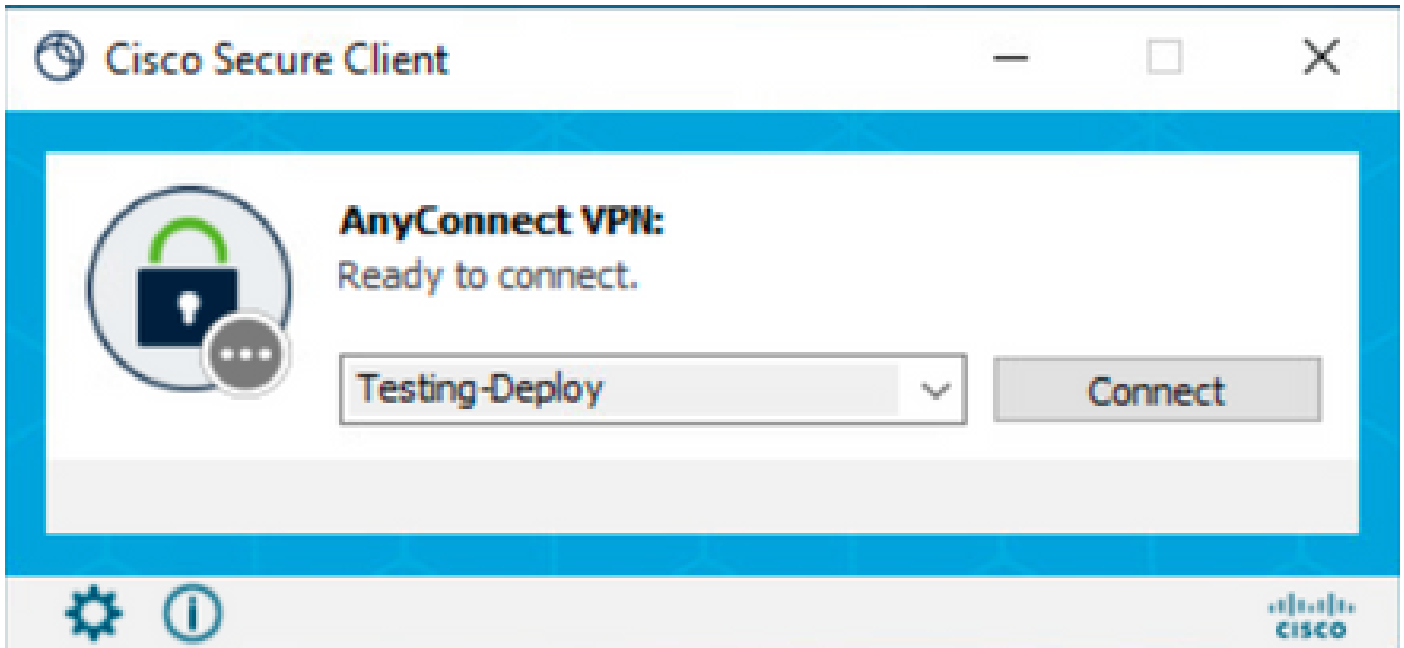 Cisco Secure Client
AnyConnect VPN:
Ready to connect.
Testing-Deploy
Connect
CISCO